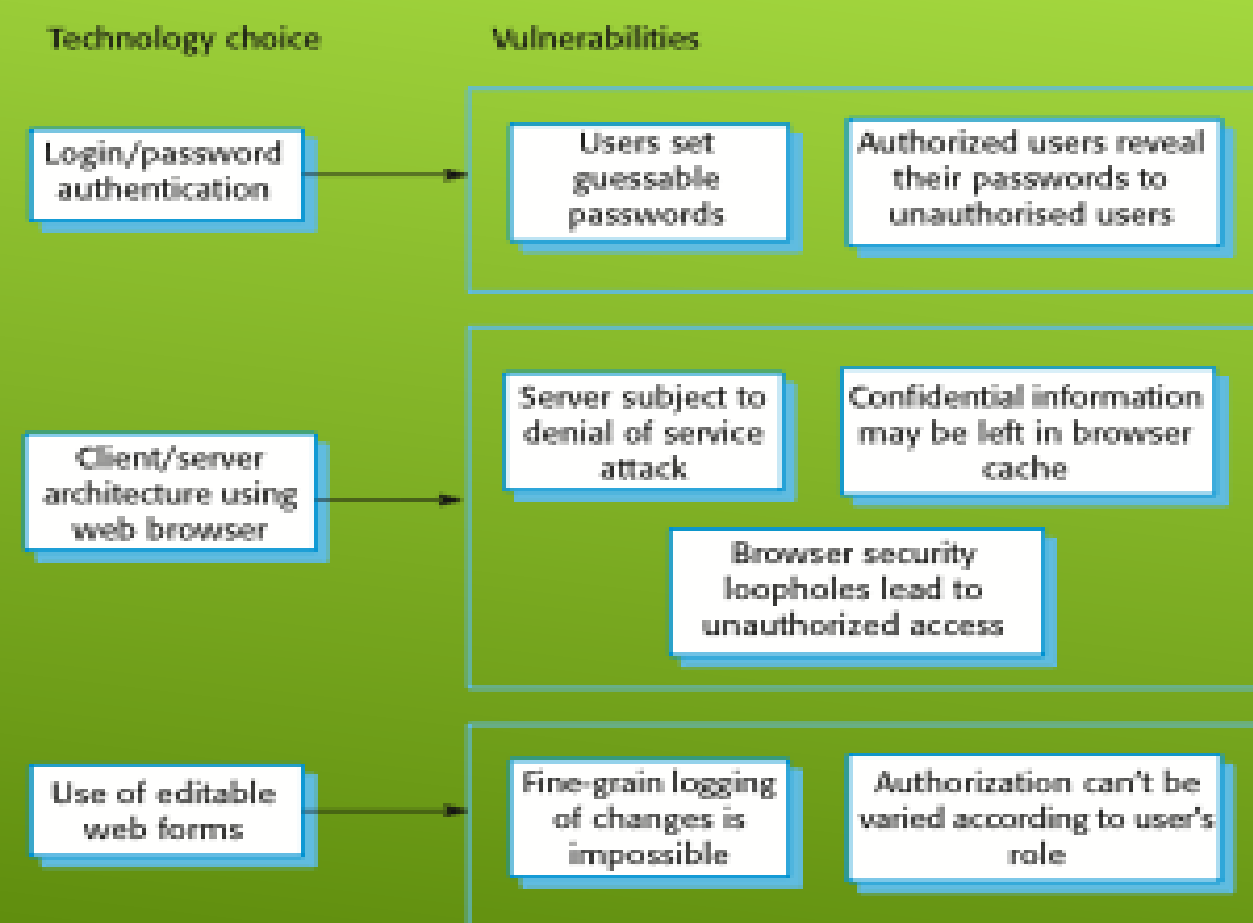 Technology choice
Vulnerabilities
Login/password
authentication
Users set
guessable
passwords
Authorized users reveal
their passwords to
unauthorised users
Client/server
architecture using
web browser
Server subject to
denial of service
attack
Confidential information
may be left in browser
cache
Browser security
loopholes lead to
unauthorized access
Use of editable
web forms
Fine-grain logging
of changes is
impossible
Authorization can't be
varied according to user's
role